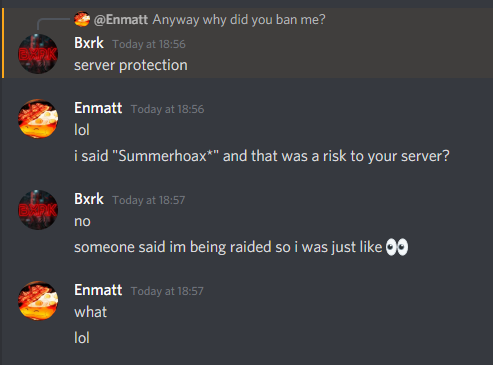 @Enmatt Anyway why did you ban me?
Bxrk Today at 18:56
server protection
Enmatt Today at 18:56
lol
i said "Summerhoax*" and that was a risk to your server?
Bxrk Today at 18:57
no
someone said im being raided so i was just like 👀
Enmatt Today at 18:57
what
lol